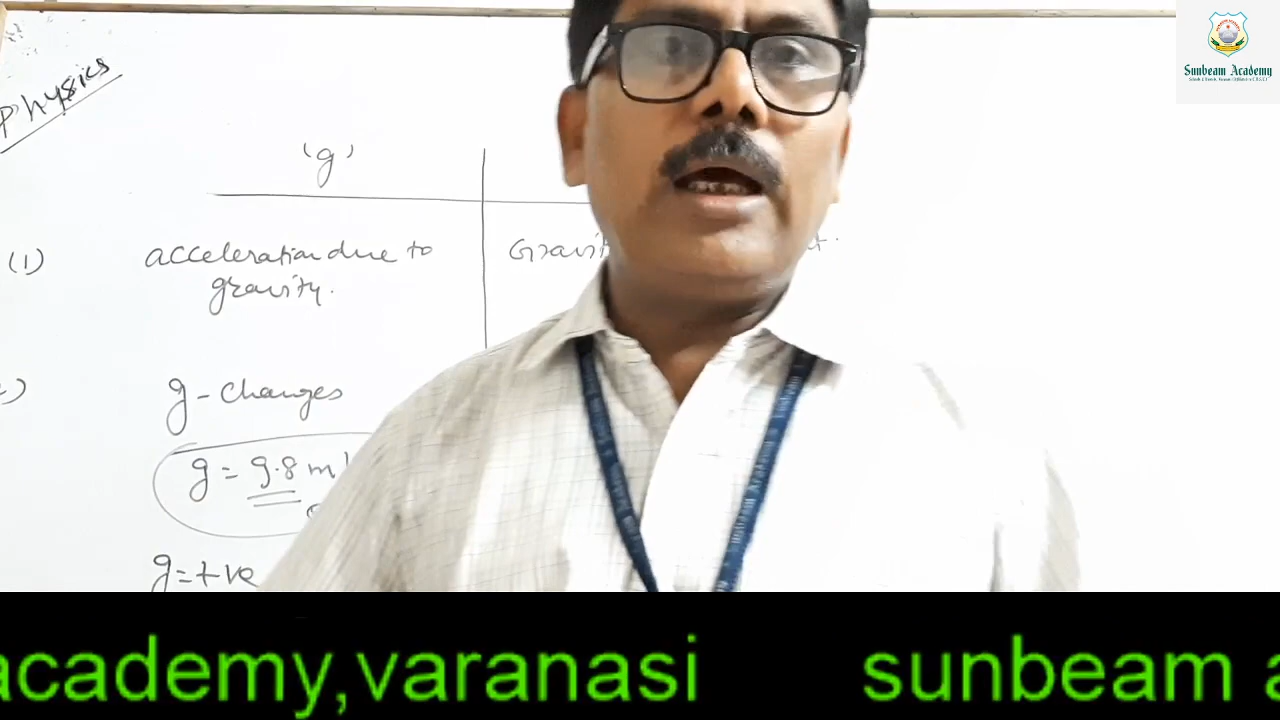 Physics
Sunbeam Academy
'g'
(1) acceleration due to
gravity.
Gravit
g - changes
g = 9.8 m
g = +ve
academy,varanasi sunbeam a